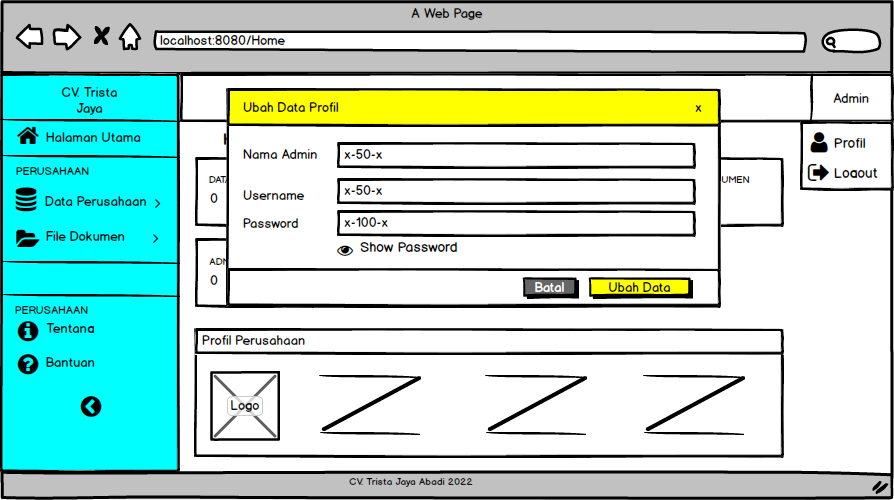 A Web Page
localhost:8080/Home
CV. Trista
Jaya
Admin
Halaman Utama
PERUSAHAAN
Data Perusahaan
File Dokumen
PERUSAHAAN
Tentang
Bantuan
Profil
Logout
Ubah Data Profil
x
Nama Admin
x-50-x
Username
x-50-x
Password
x-100-x
Show Password
Batal
Ubah Data
DATA
0
UMEN
ADM
0
Profil Perusahaan
Logo
CV. Trista Jaya Abadi 2022